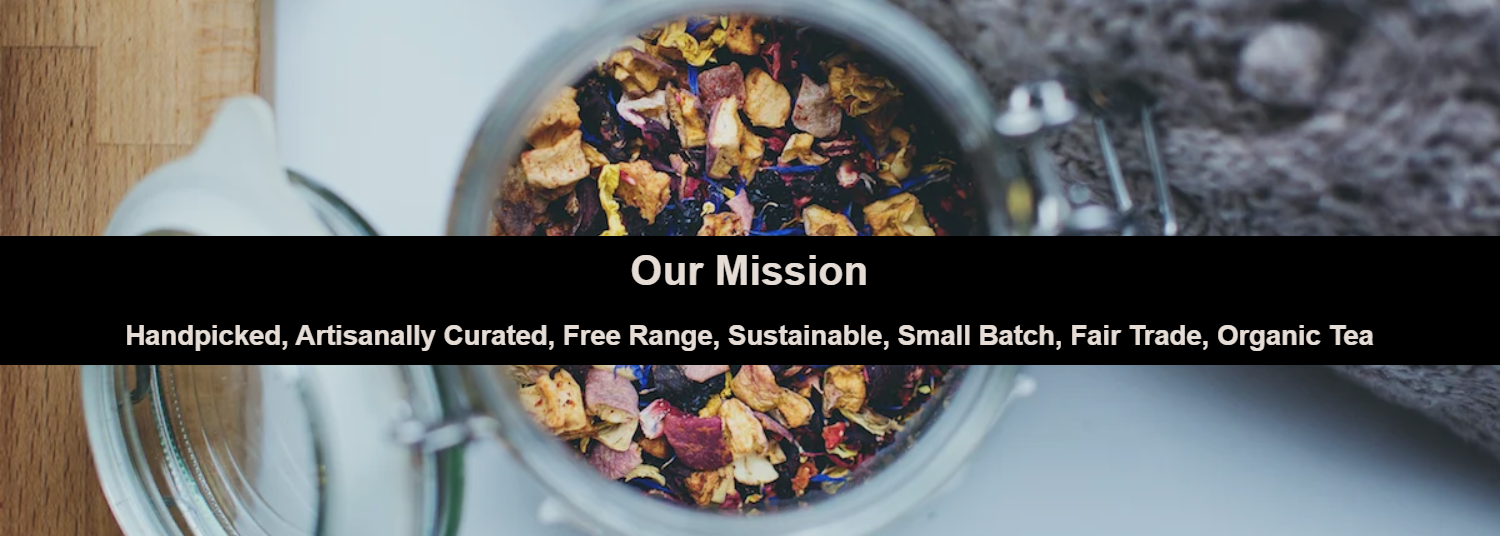 Our Mission
Handpicked, Artisanally Curated, Free Range, Sustainable, Small Batch, Fair Trade, Organic Tea